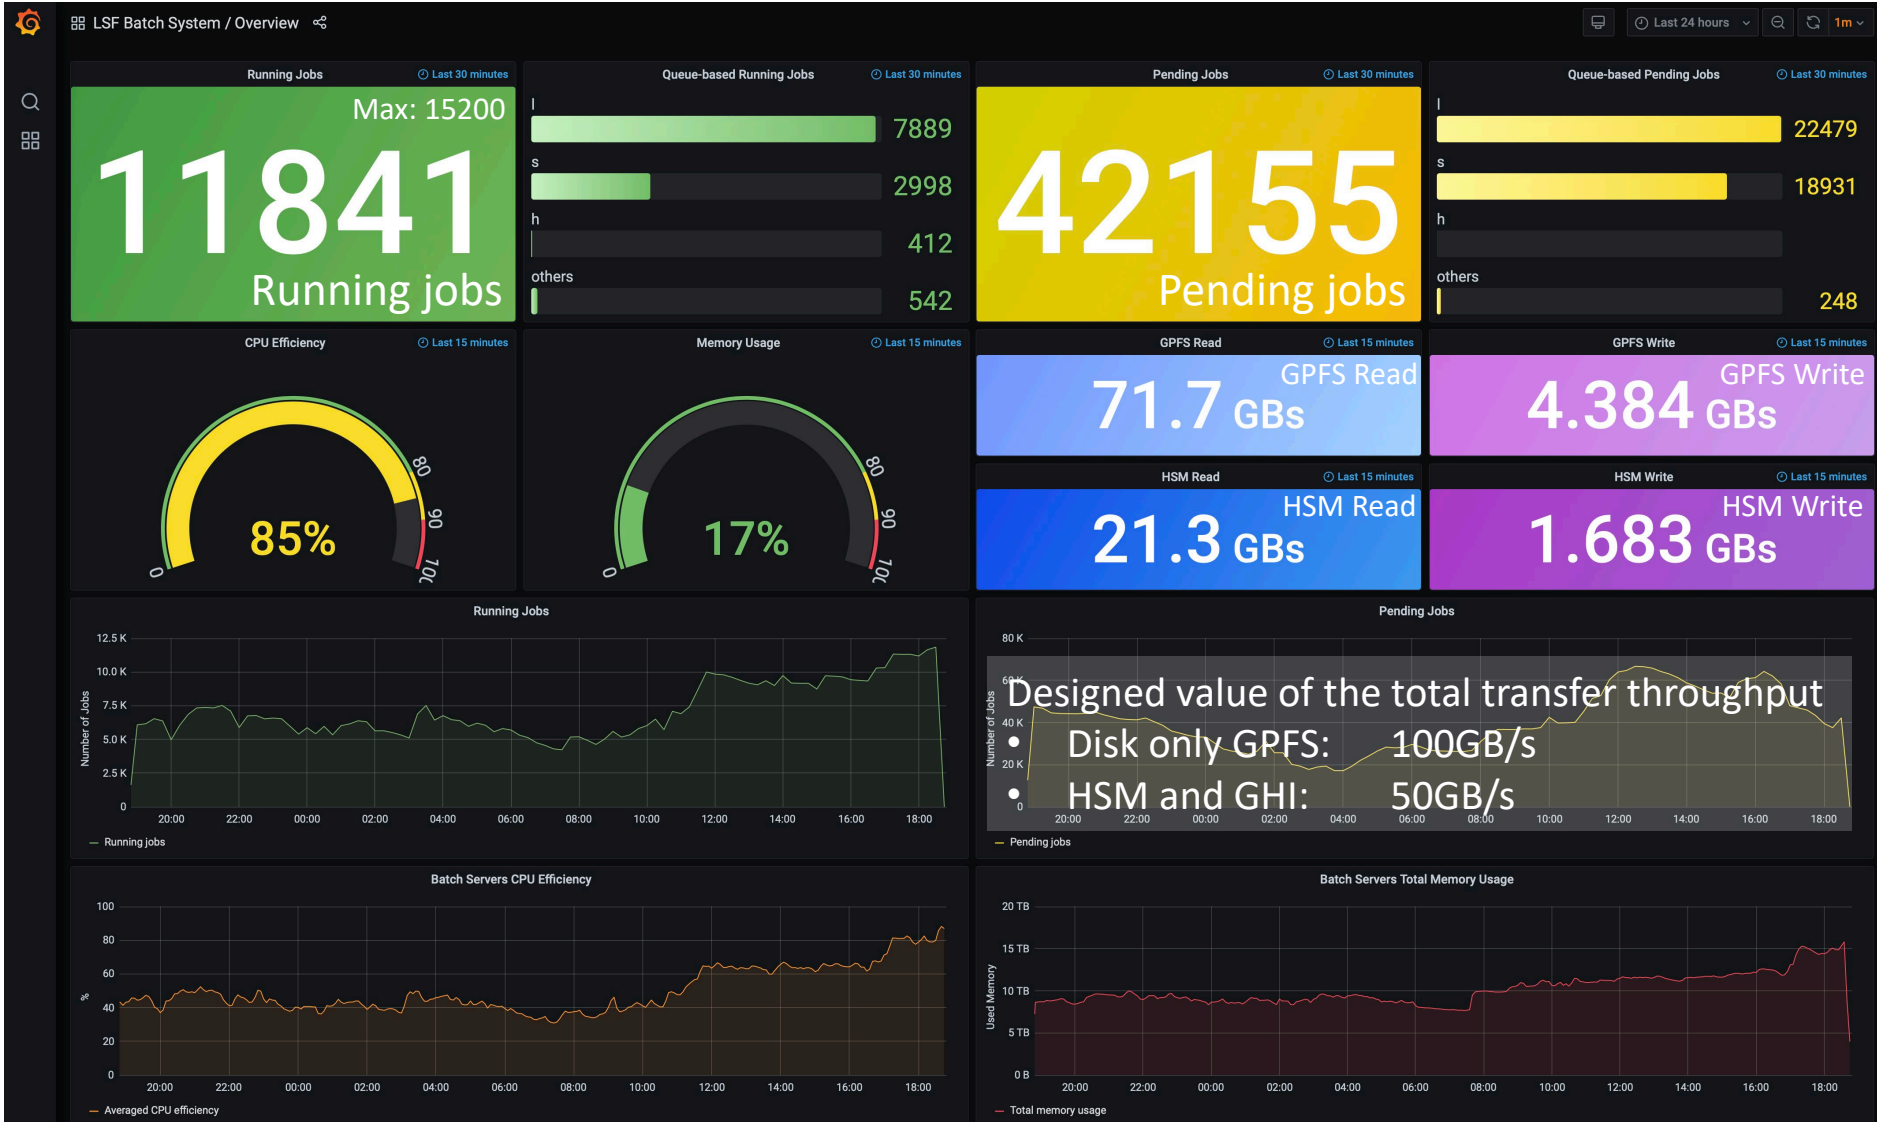 LSF Batch System / Overview
Last 24 hours
1m
Running Jobs
Last 30 minutes
Max: 15200
11841
Running jobs
Queue-based Running Jobs
Last 30 minutes
l
7889
s
2998
h
412
others
542
Pending Jobs
Last 30 minutes
42155
Pending jobs
Queue-based Pending Jobs
Last 30 minutes
l
22479
s
18931
h
others
248
CPU Efficiency
Last 15 minutes
0
80
90
100
85%
Memory Usage
Last 15 minutes
0
80
90
100
17%
GPFS Read
Last 15 minutes
GPFS Read
71.7 GBs
GPFS Write
Last 15 minutes
GPFS Write
4.384 GBs
HSM Read
Last 15 minutes
HSM Read
21.3 GBs
HSM Write
Last 15 minutes
HSM Write
1.683 GBs
Running Jobs
Number of Jobs
12.5 K
10.0 K
7.5 K
5.0 K
2.5 K
0
20:00 22:00 00:00 02:00 04:00 06:00 08:00 10:00 12:00 14:00 16:00 18:00
Running jobs
Pending Jobs
Number of Jobs
80 K
60 K
40 K
20 K
0
Designed value of the total transfer throughput
• Disk only GPFS: 100GB/s
• HSM and GHI: 50GB/s
20:00 22:00 00:00 02:00 04:00 06:00 08:00 10:00 12:00 14:00 16:00 18:00
Pending jobs
Batch Servers CPU Efficiency
%
100
80
60
40
20
0
20:00 22:00 00:00 02:00 04:00 06:00 08:00 10:00 12:00 14:00 16:00 18:00
Averaged CPU efficiency
Batch Servers Total Memory Usage
Used Memory
20 TB
15 TB
10 TB
5 TB
0 B
20:00 22:00 00:00 02:00 04:00 06:00 08:00 10:00 12:00 14:00 16:00 18:00
Total memory usage